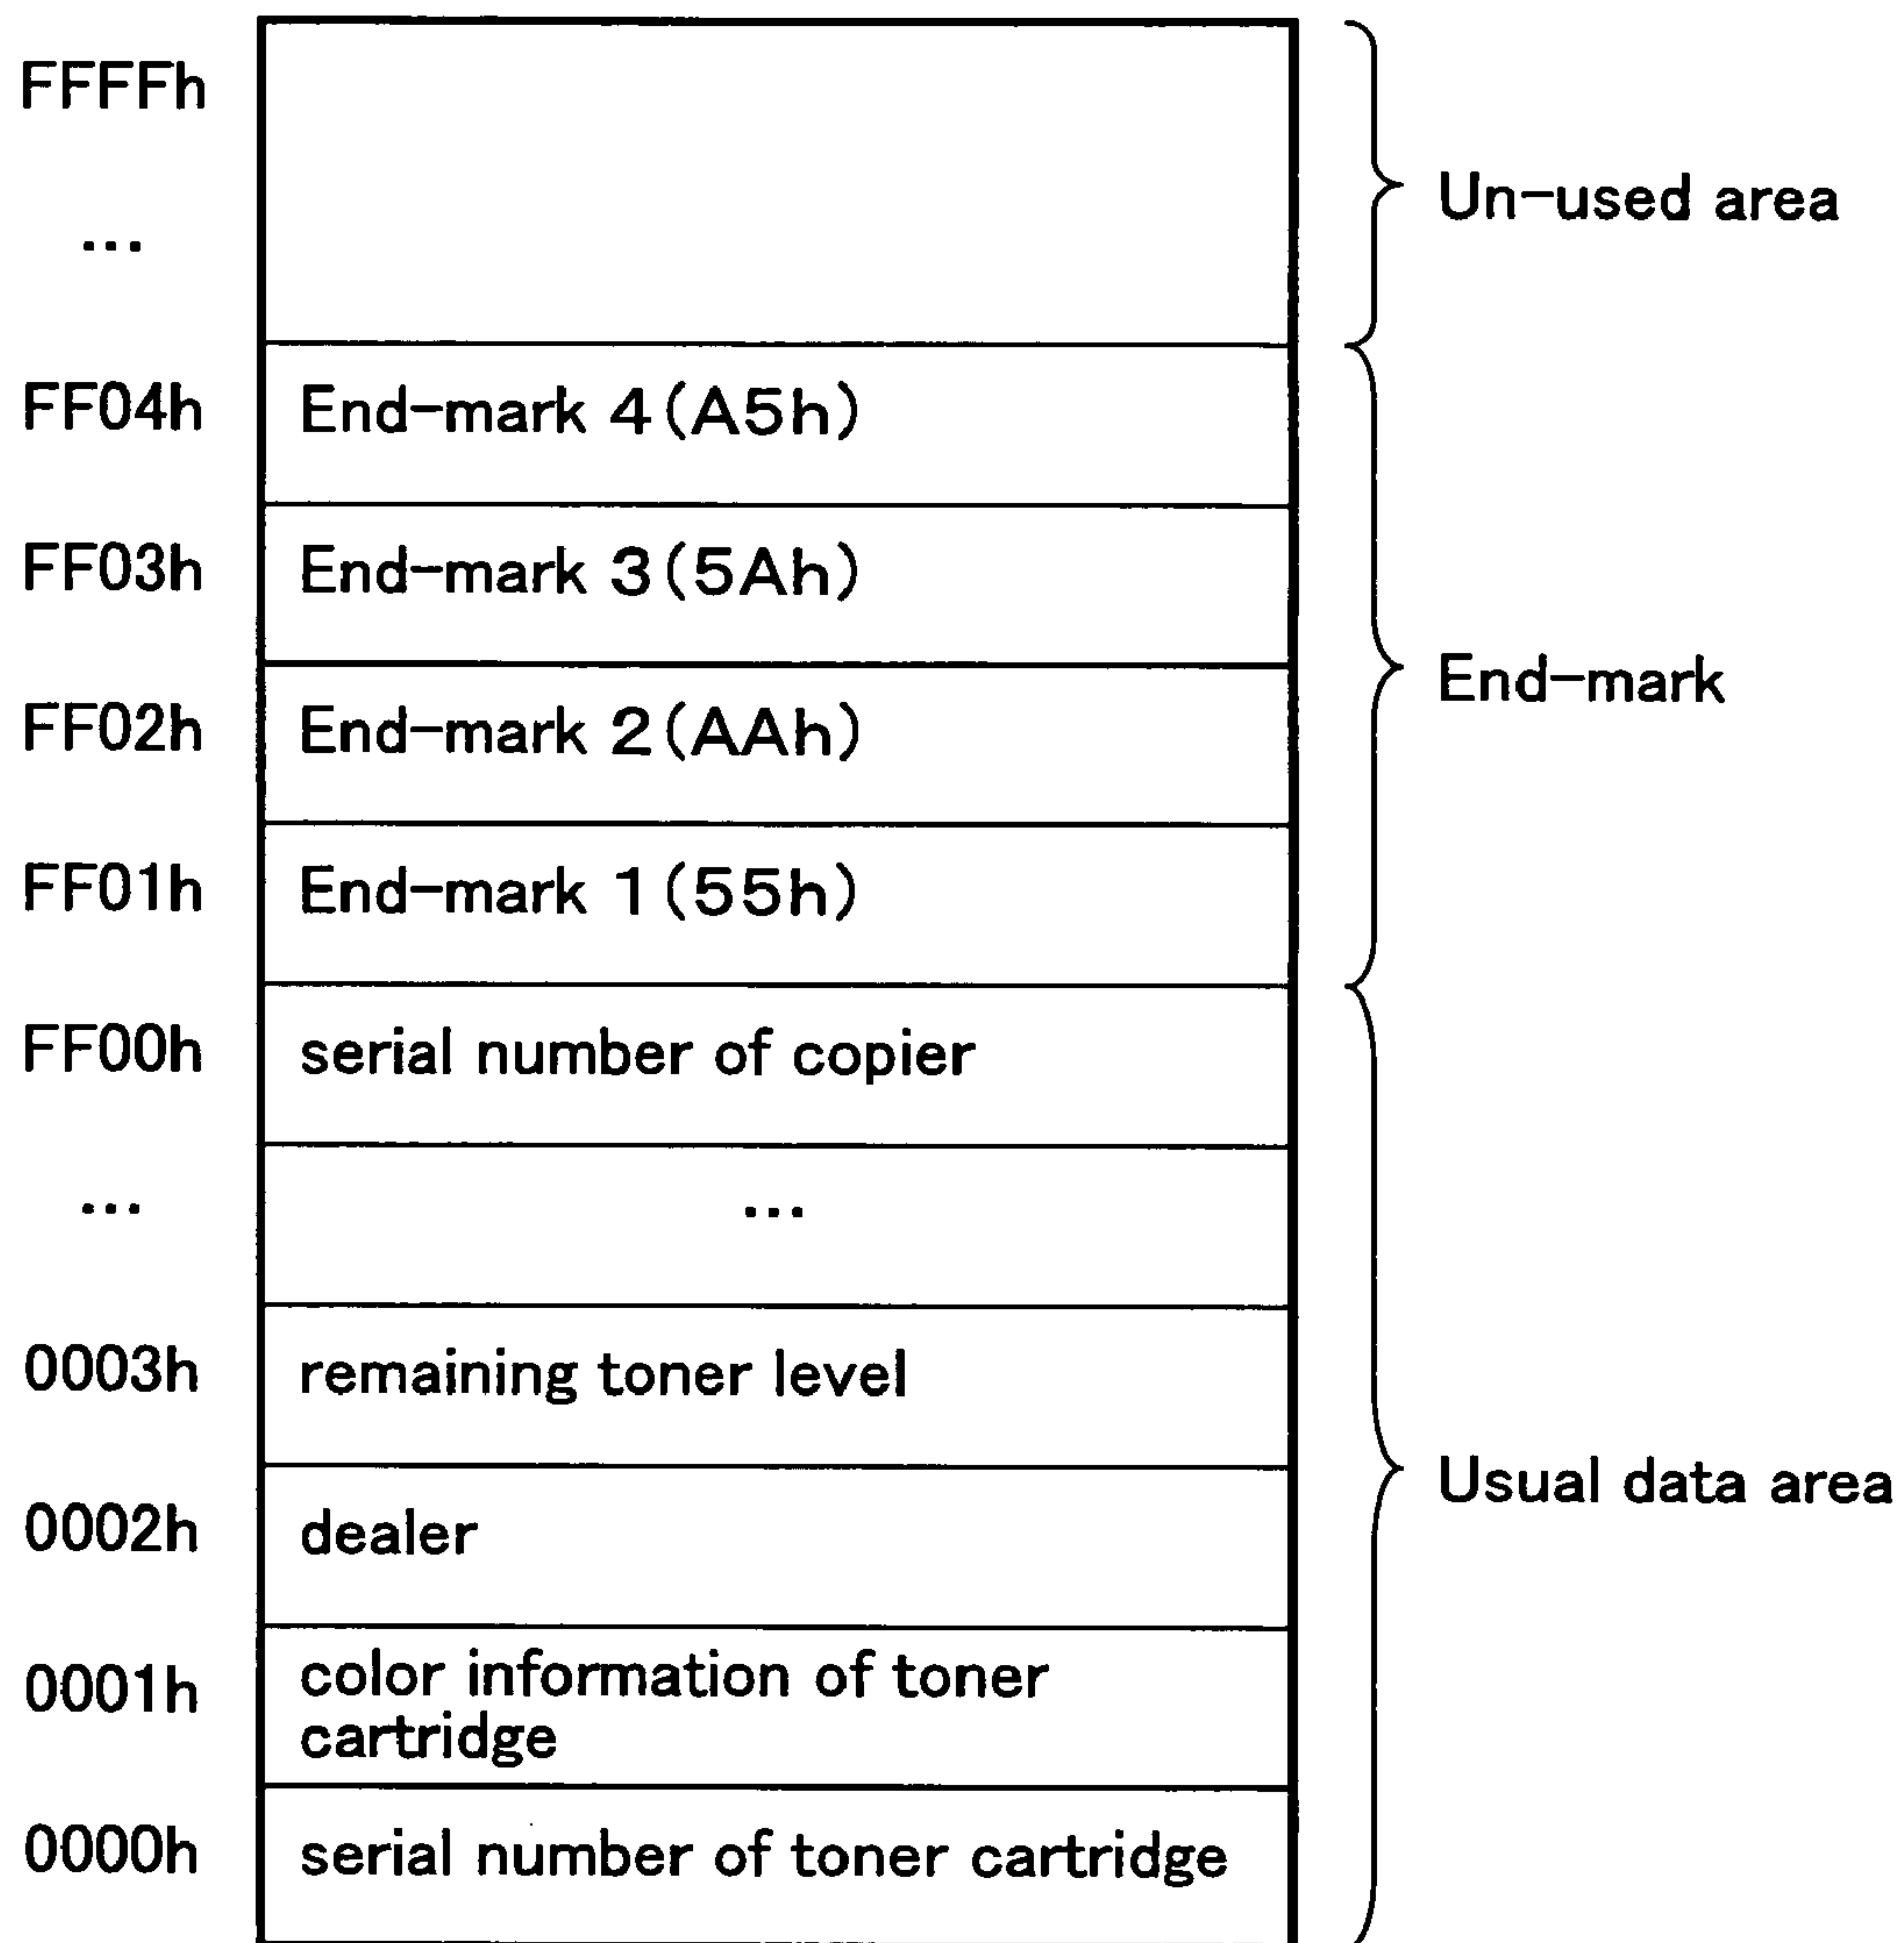 FFFFh
...
Un-used area
FF04h End-mark 4(A5h)
FF03h End-mark 3(5Ah)
End-mark
FF02h End-mark 2(AAh)
FF01h End-mark 1(55h)
FF00h serial number of copier
... ...
0003h remaining toner level
Usual data area
0002h dealer
0001h color information of toner
cartridge
0000h serial number of toner cartridge